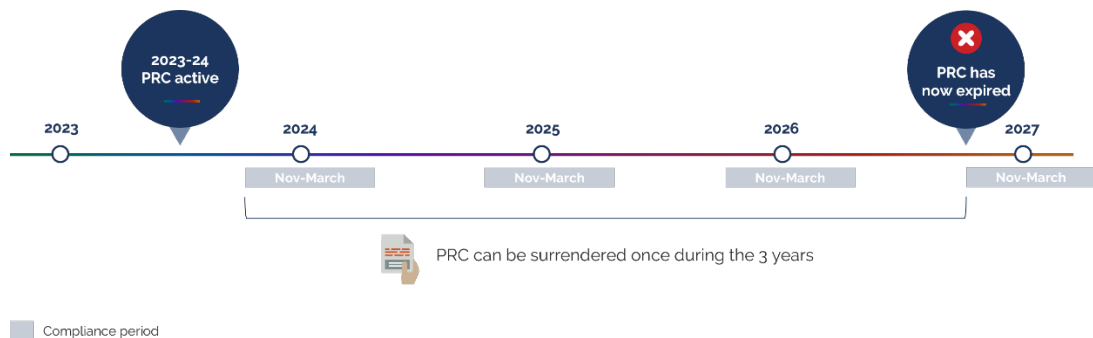 2023-24
PRC active
PRC has
now expired
2023
2024
2025
2026
2027
Nov-March
Nov-March
Nov-March
Nov-March
PRC can be surrendered once during the 3 years
Compliance period